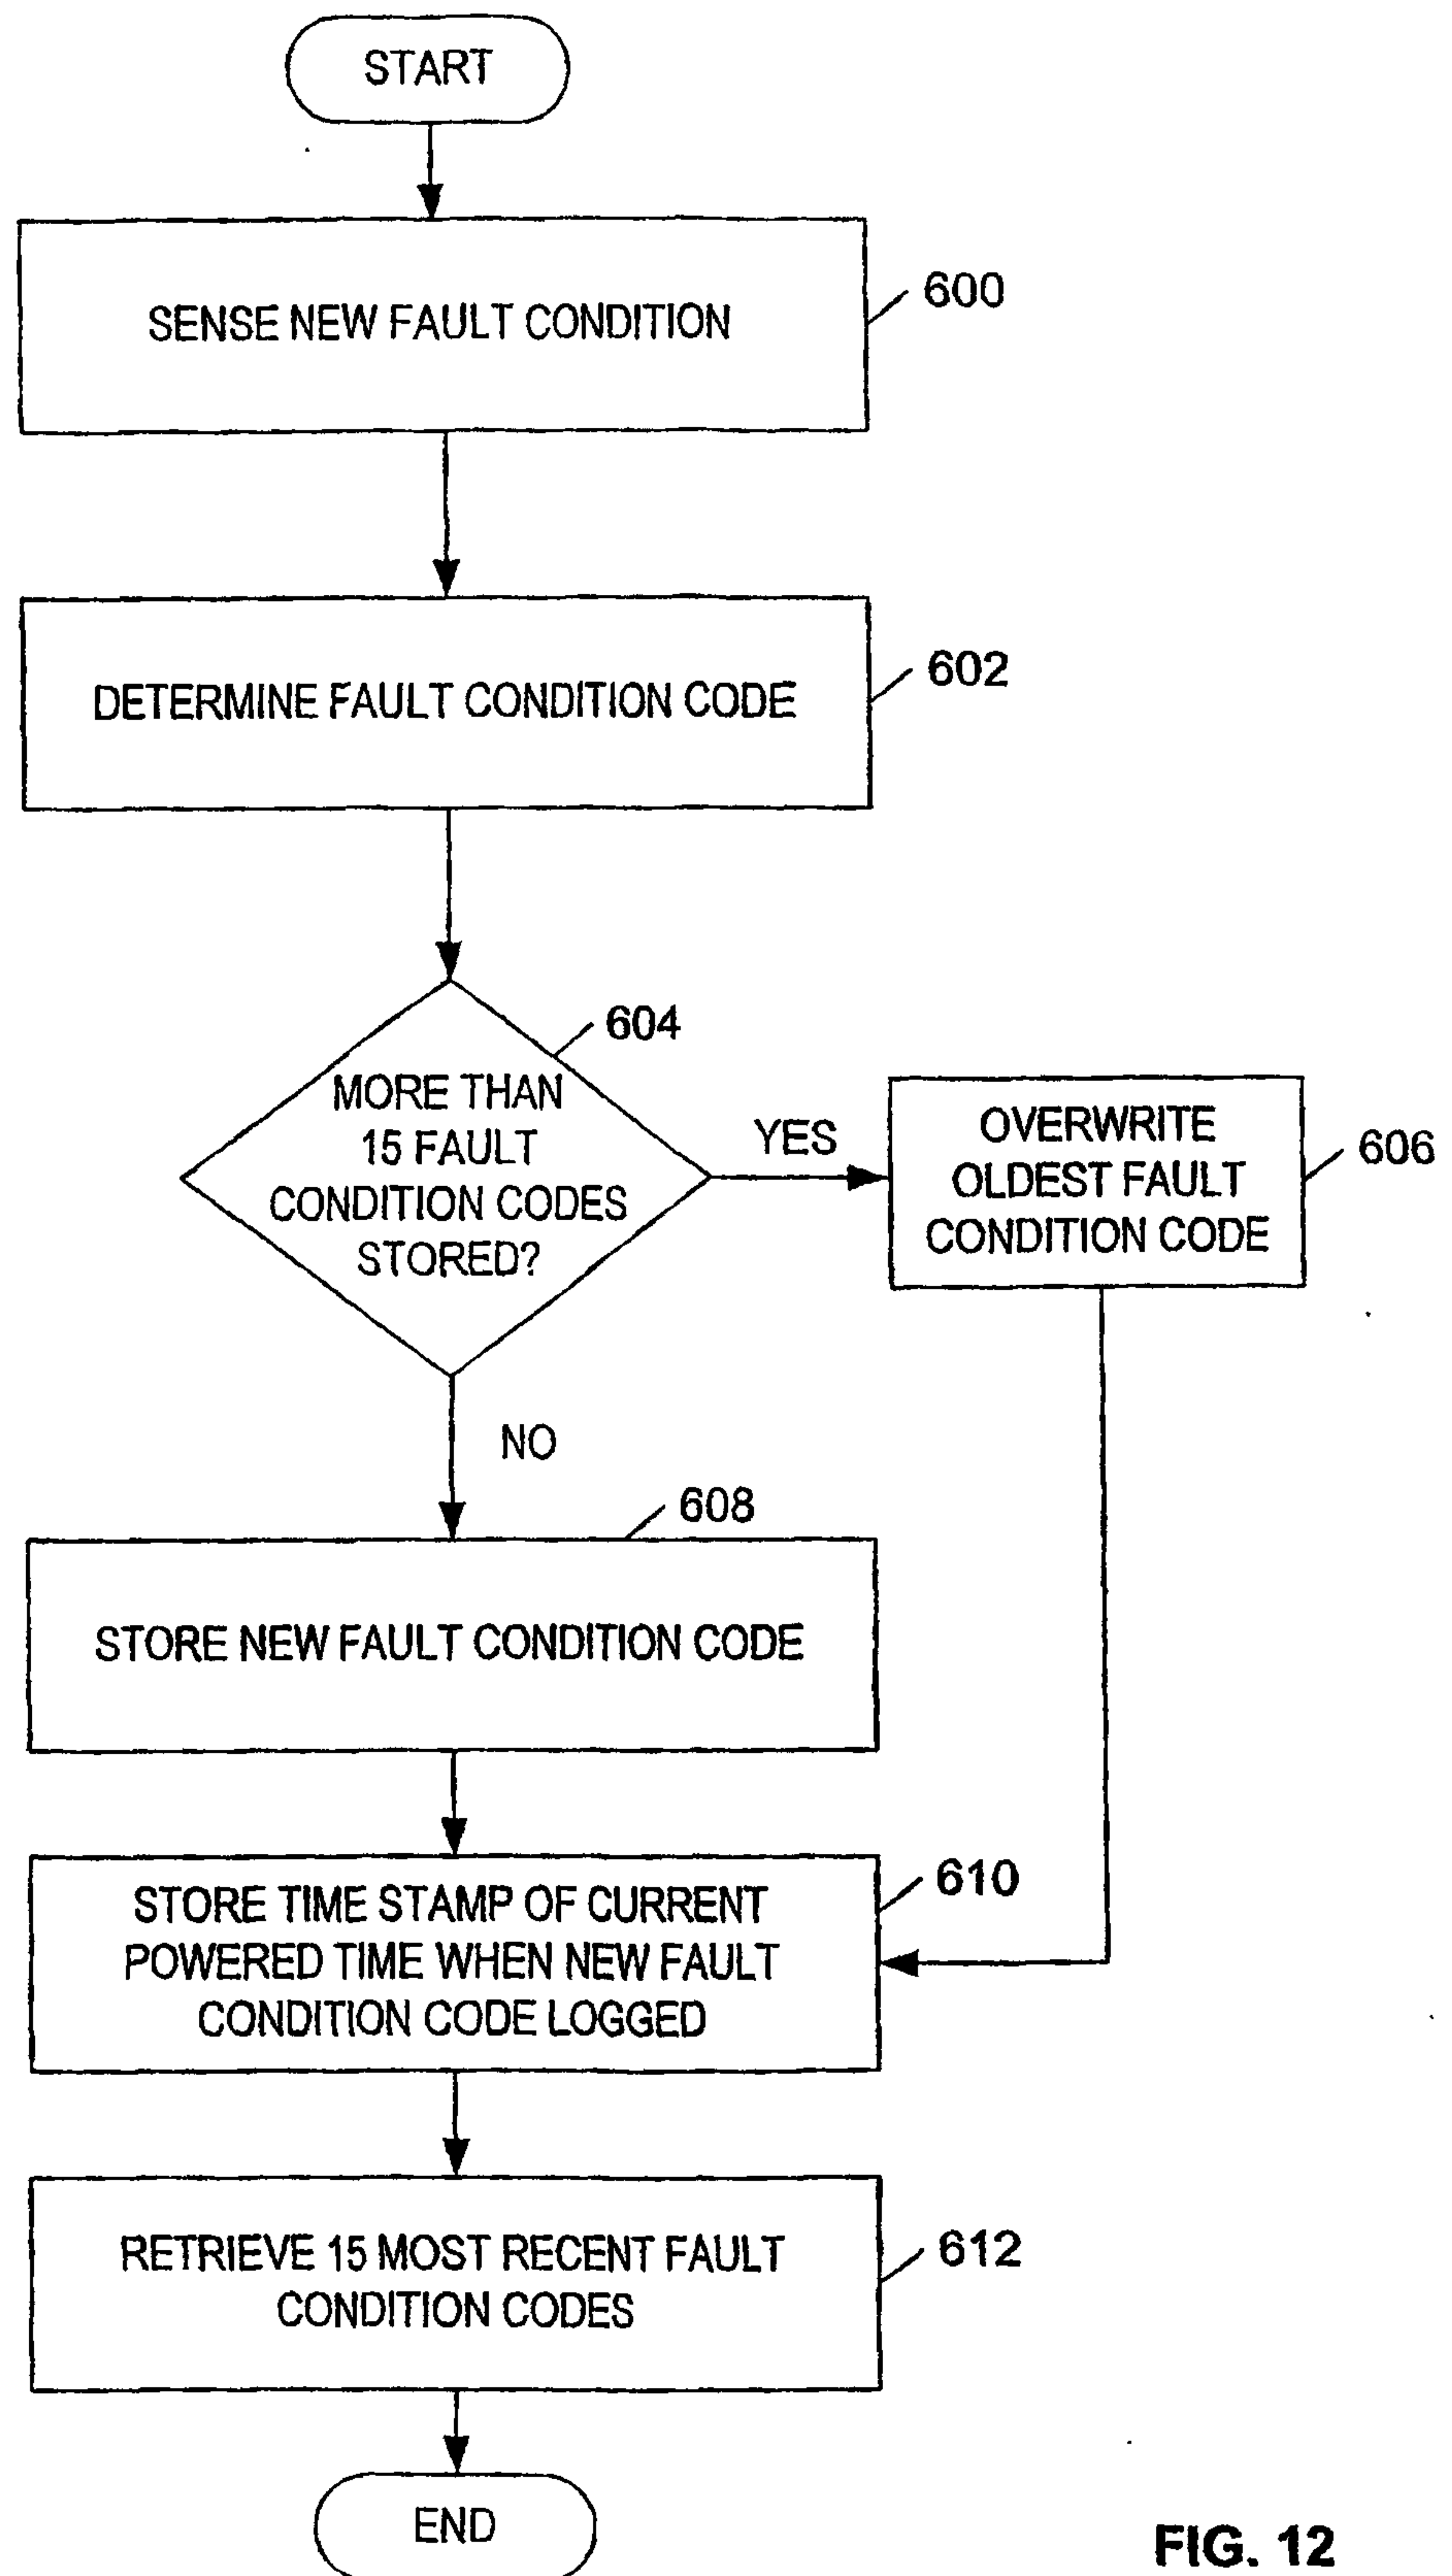 START
SENSE NEW FAULT CONDITION
600
DETERMINE FAULT CONDITION CODE
602
604
MORE THAN
15 FAULT
CONDITION CODES
STORED?
YES
OVERWRITE
OLDEST FAULT
CONDITION CODE
606
NO
608
STORE NEW FAULT CONDITION CODE
STORE TIME STAMP OF CURRENT
POWERED TIME WHEN NEW FAULT
CONDITION CODE LOGGED
610
RETRIEVE 15 MOST RECENT FAULT
CONDITION CODES
612
END
FIG. 12